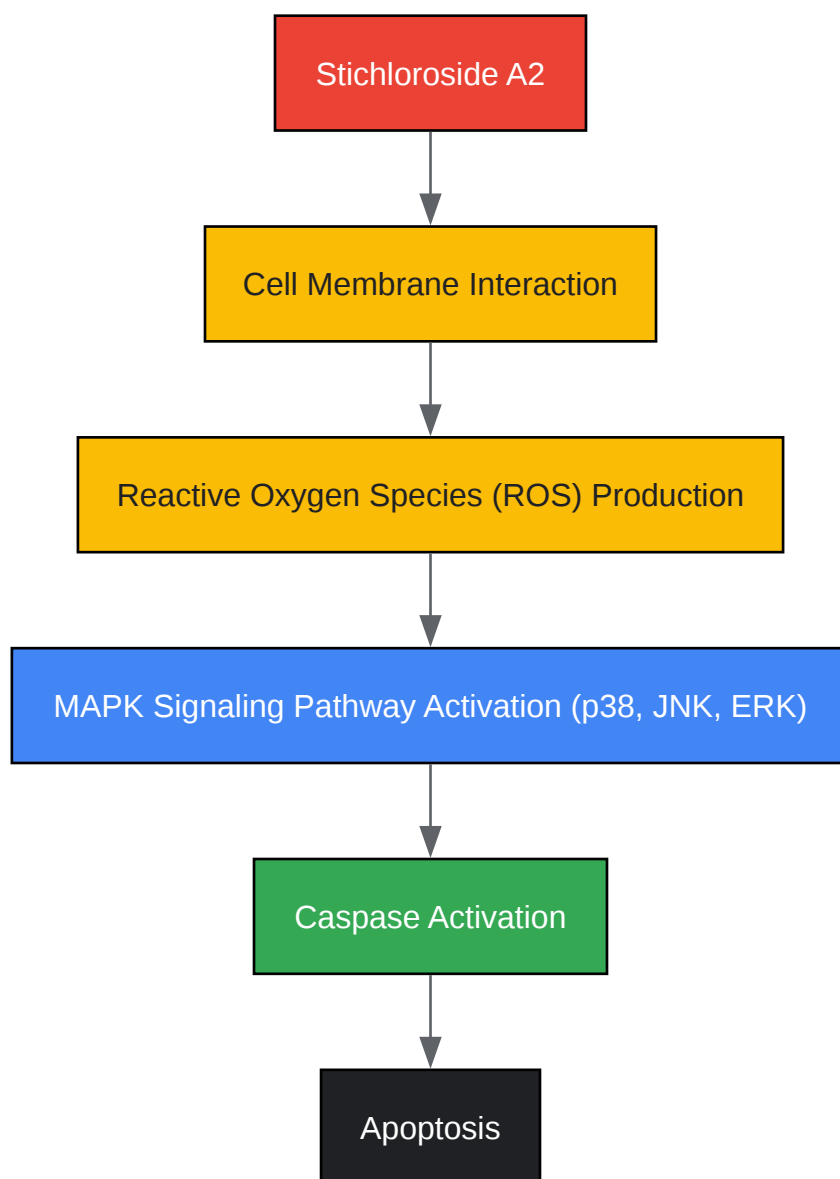 Stichloroside A2
Cell Membrane Interaction
Reactive Oxygen Species (ROS) Production
MAPK Signaling Pathway Activation (p38, JNK, ERK)
Caspase Activation
Apoptosis